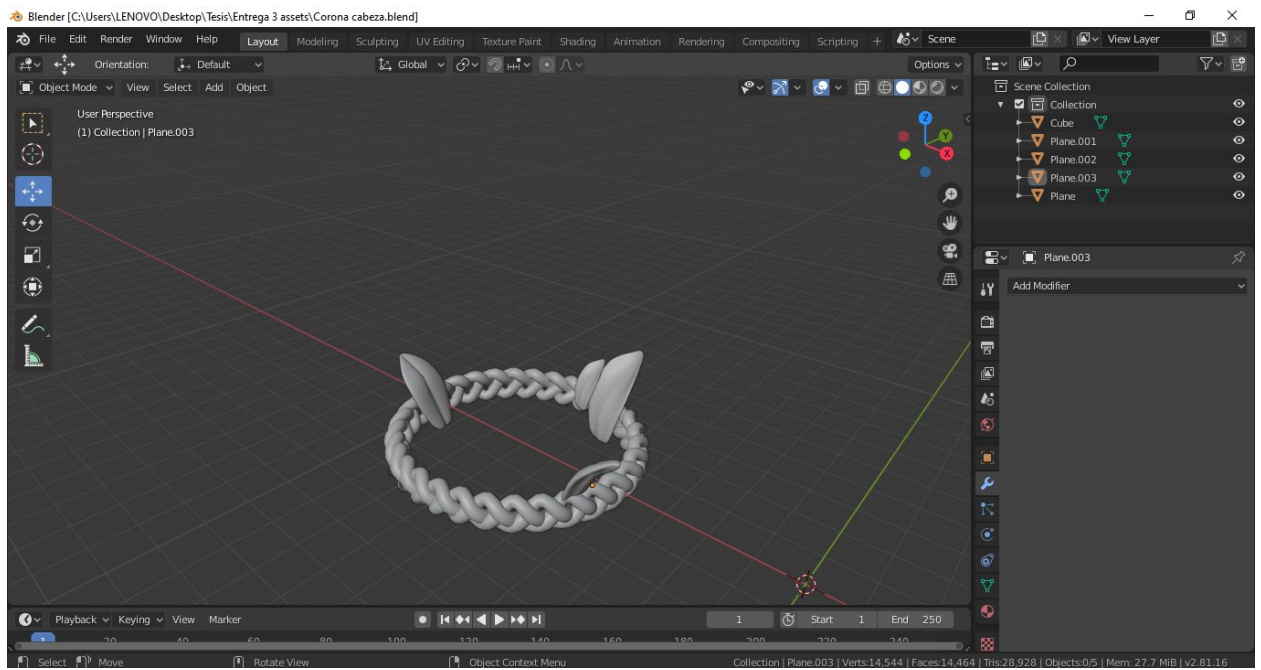 Blender [C:\Users\LENOVO\Desktop\Tesis\Entrega 3 assets\Corona cabeza.blend]
File Edit Render Window Help Layout Modeling Sculpting UV Editing Texture Paint Shading Animation Rendering Compositing Scripting + Scene View Layer
Orientation: Default Global Options
Object Mode View Select Add Object
User Perspective
(1) Collection | Plane.003
Z
Y
X
Scene Collection
Collection
Cube
Plane.001
Plane.002
Plane.003
Plane
Plane.003
Add Modifier
Playback Keying View Marker 1 Start 1 End 250
1 20 40 60 80 100 120 140 160 180 200 220 240
Select Move Rotate View Object Context Menu Collection | Plane.003 | Verts:14,544 | Faces:14,464 | Tris:28,928 | Objects:0/5 | Mem: 27.7 MiB | v2.81.16